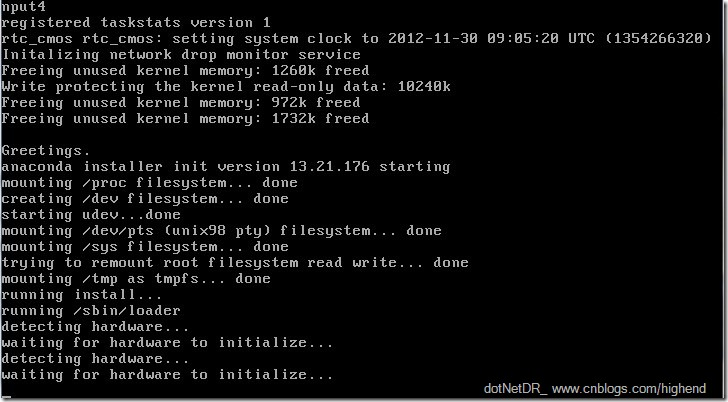 nput4
registered taskstats version 1
rtc_cmos rtc_cmos: setting system clock to 2012-11-30 09:05:20 UTC (1354266320)
Initalizing network drop monitor service
Freeing unused kernel memory: 1260k freed
Write protecting the kernel read-only data: 10240k
Freeing unused kernel memory: 972k freed
Freeing unused kernel memory: 1732k freed
Greetings.
anaconda installer init version 13.21.176 starting
mounting /proc filesystem... done
creating /dev filesystem... done
starting udev...done
mounting /dev/pts (unix98 pty) filesystem... done
mounting /sys filesystem... done
trying to remount root filesystem read write... done
mounting /tmp as tmpfs... done
running install...
running /sbin/loader
detecting hardware...
waiting for hardware to initialize...
detecting hardware...
waiting for hardware to initialize...
dotNetDR_ www.cnblogs.com/highend